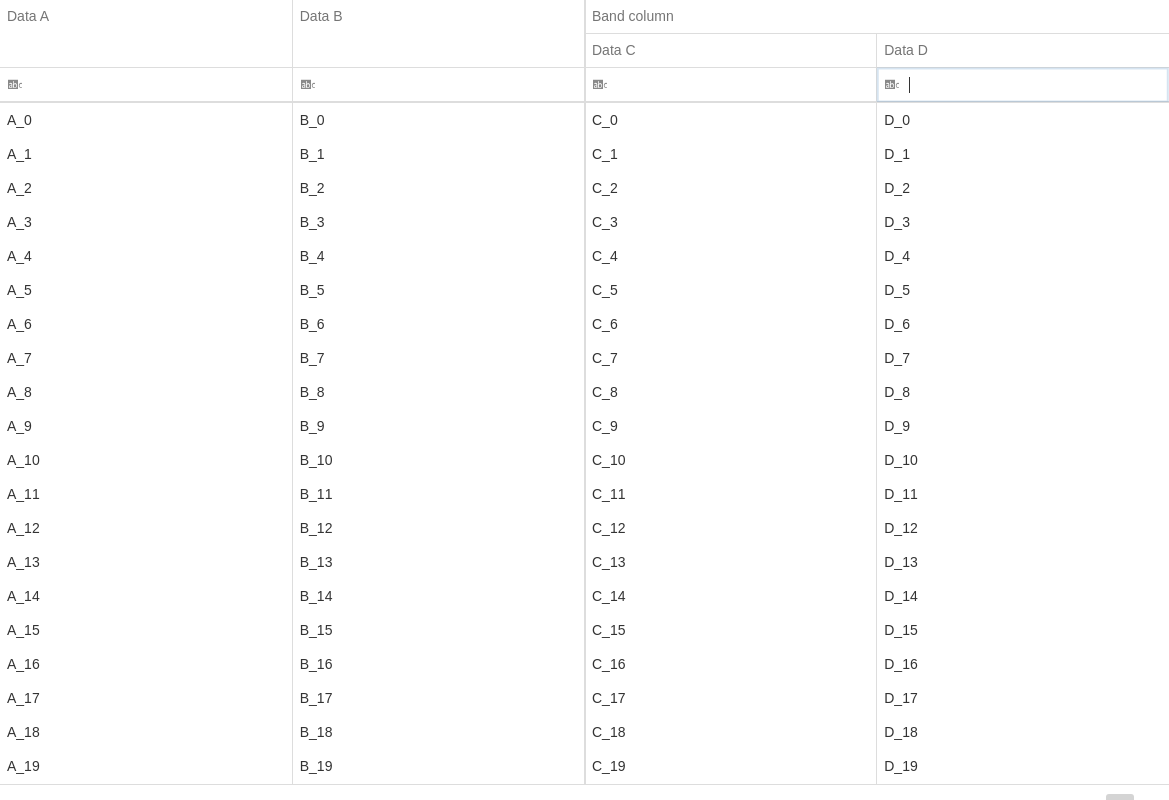 Data A Data B Band column
Data C Data D
abc abc abc abc
A_0 B_0 C_0 D_0
A_1 B_1 C_1 D_1
A_2 B_2 C_2 D_2
A_3 B_3 C_3 D_3
A_4 B_4 C_4 D_4
A_5 B_5 C_5 D_5
A_6 B_6 C_6 D_6
A_7 B_7 C_7 D_7
A_8 B_8 C_8 D_8
A_9 B_9 C_9 D_9
A_10 B_10 C_10 D_10
A_11 B_11 C_11 D_11
A_12 B_12 C_12 D_12
A_13 B_13 C_13 D_13
A_14 B_14 C_14 D_14
A_15 B_15 C_15 D_15
A_16 B_16 C_16 D_16
A_17 B_17 C_17 D_17
A_18 B_18 C_18 D_18
A_19 B_19 C_19 D_19